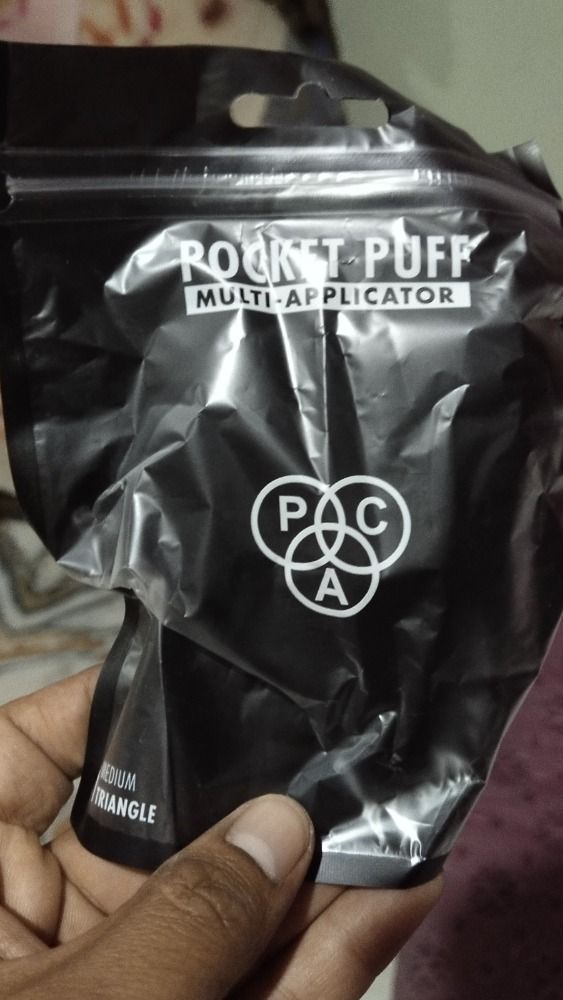 POCKET PUFF
MULTI-APPLICATOR
P C
A
MEDIUM
TRIANGLE